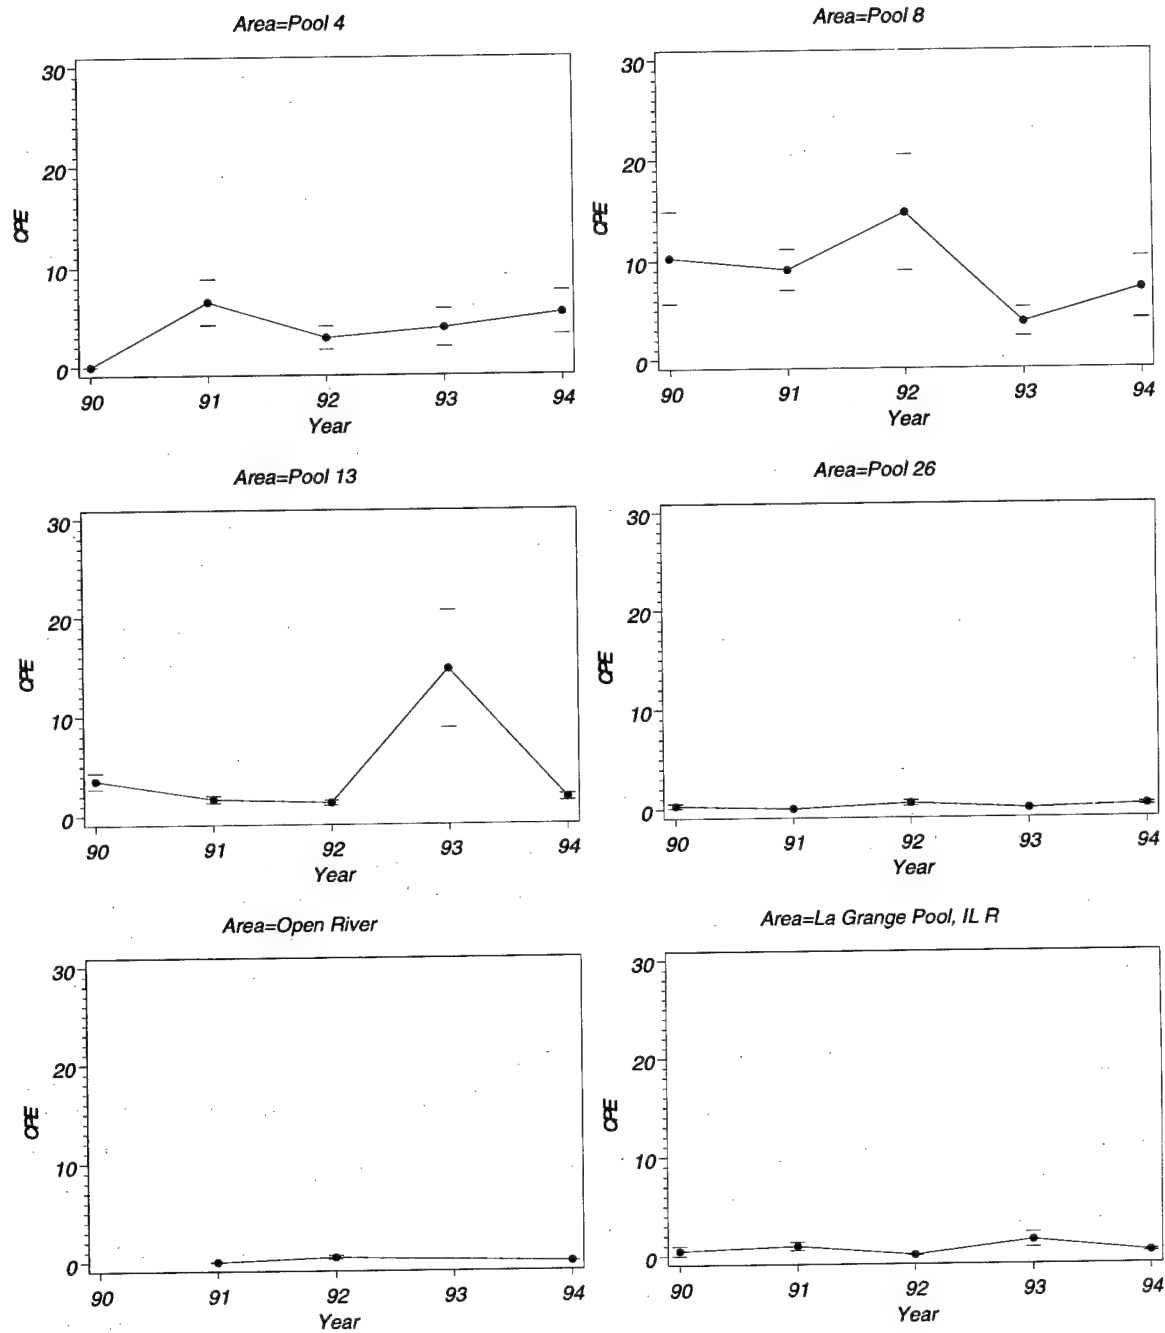 Area=Pool 4
30
20
10
0
CPE
90 91 92 93 94
Year
Area=Pool 8
30
20
10
0
CPE
90 91 92 93 94
Year
Area=Pool 13
30
20
10
0
CPE
90 91 92 93 94
Year
Area=Pool 26
30
20
10
0
CPE
90 91 92 93 94
Year
Area=Open River
30
20
10
0
CPE
90 91 92 93 94
Year
Area=La Grange Pool, IL R
30
20
10
0
CPE
90 91 92 93 94
Year